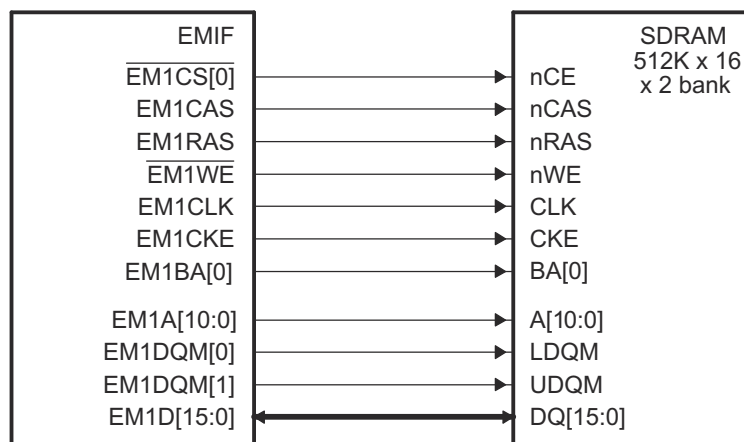 EMIF
EM1CS[0]
EM1CAS
EM1RAS
EM1WE
EM1CLK
EM1CKE
EM1BA[0]
EM1A[10:0]
EM1DQM[0]
EM1DQM[1]
EM1D[15:0]
SDRAM
512K x 16
x 2 bank
nCE
nCAS
nRAS
nWE
CLK
CKE
BA[0]
A[10:0]
LDQM
UDQM
DQ[15:0]